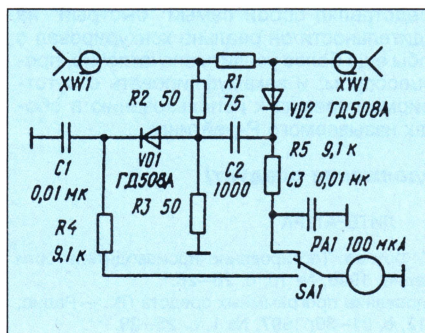 XW1
R1
75
XW1
R2 50
VD2
ГД508А
VD1
ГД508А
C2
1000
R5 9,1 к
C1
0,01 мк
C3 0,01 мк
R3 50
R4
9,1 к
PA1 100 мкА
SA1